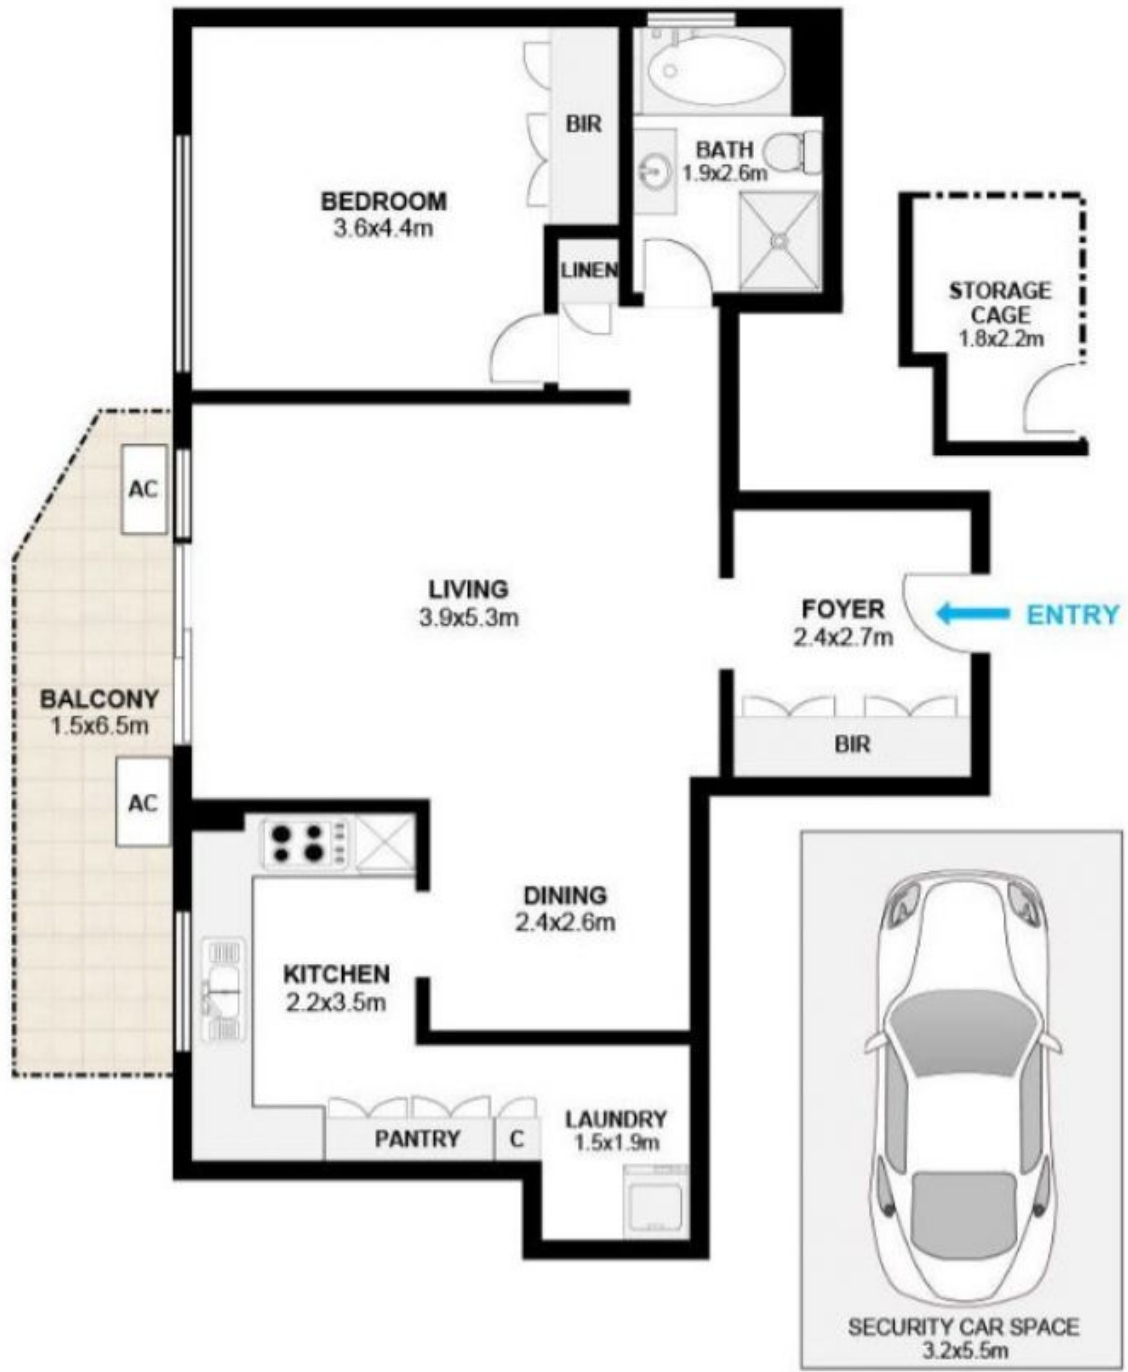 BIR
BATH
1.9x2.6m
BEDROOM
3.6x4.4m
LINEN
STORAGE
CAGE
1.8x2.2m
AC
LIVING
3.9x5.3m
FOYER
2.4x2.7m
ENTRY
BALCONY
1.5x6.5m
BIR
AC
DINING
2.4x2.6m
KITCHEN
2.2x3.5m
PANTRY
C
LAUNDRY
1.5x1.9m
SECURITY CAR SPACE
3.2x5.5m